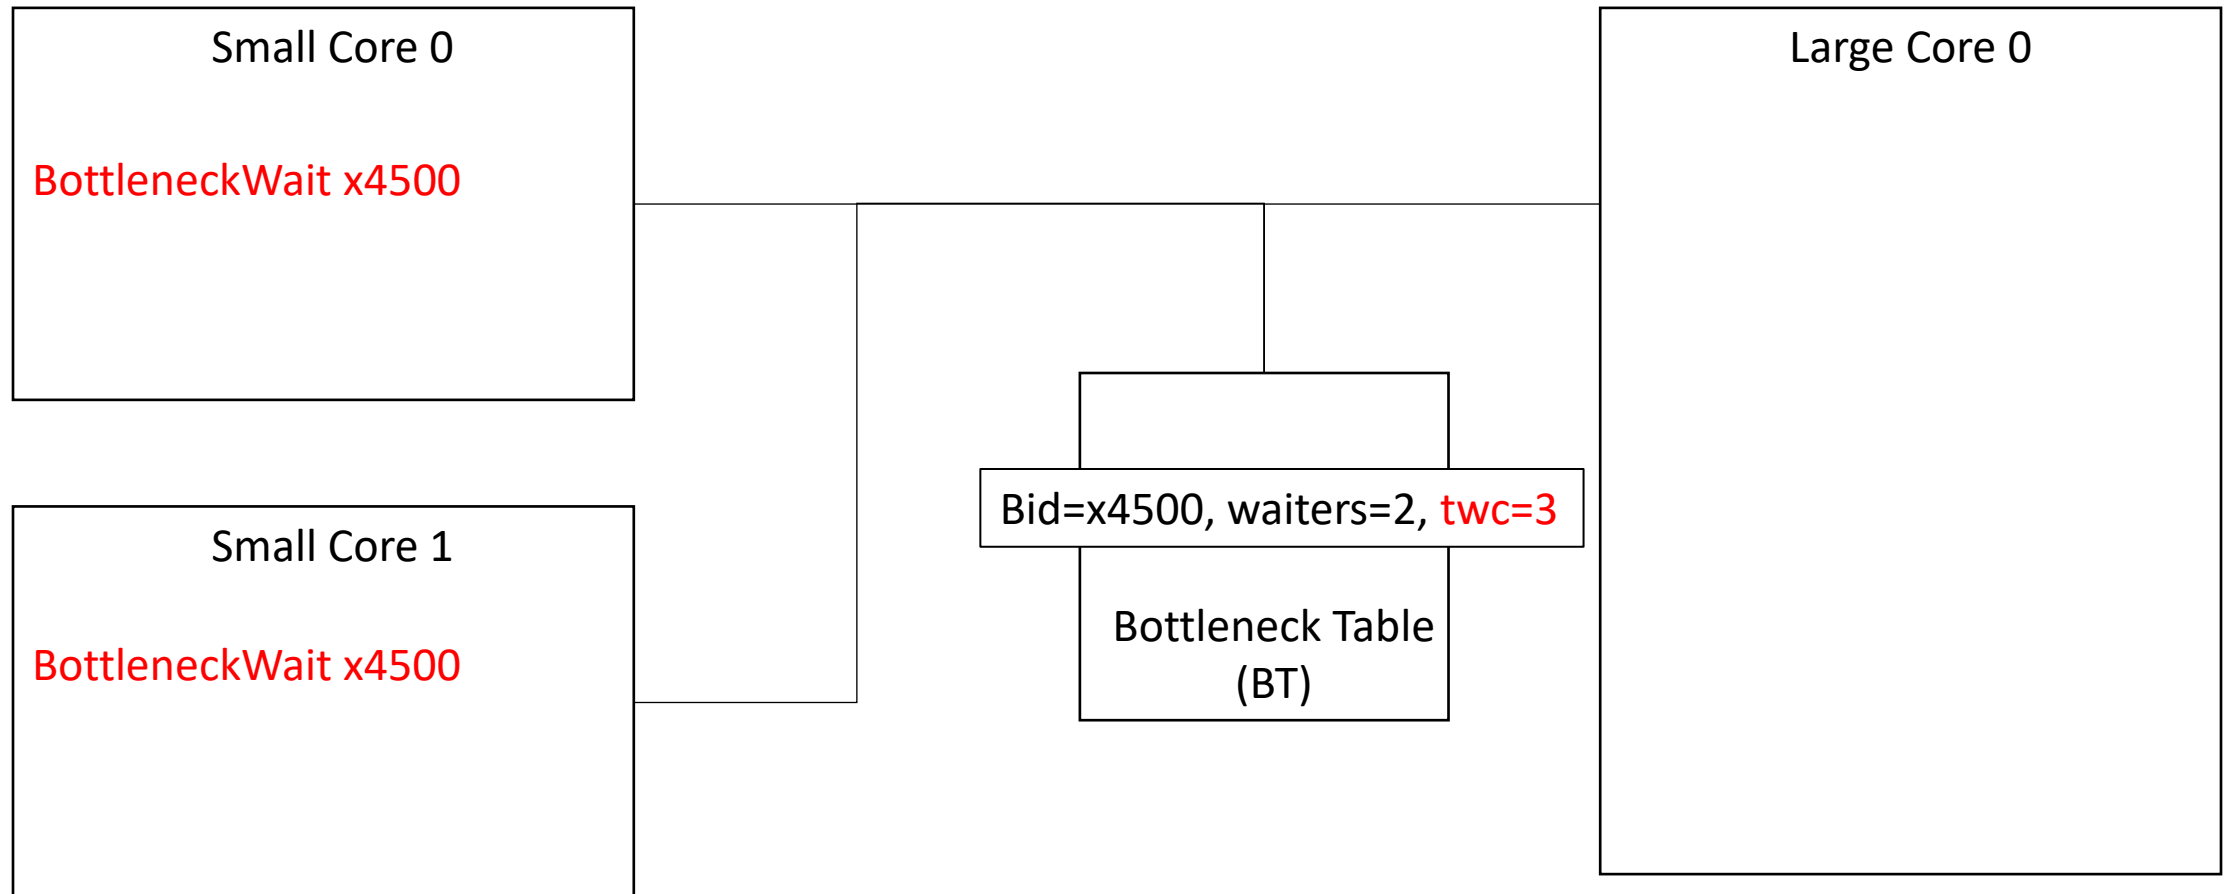 Small Core 0
BottleneckWait x4500
Small Core 1
BottleneckWait x4500
Bid=x4500, waiters=2, twc=3
Bottleneck Table
(BT)
Large Core 0